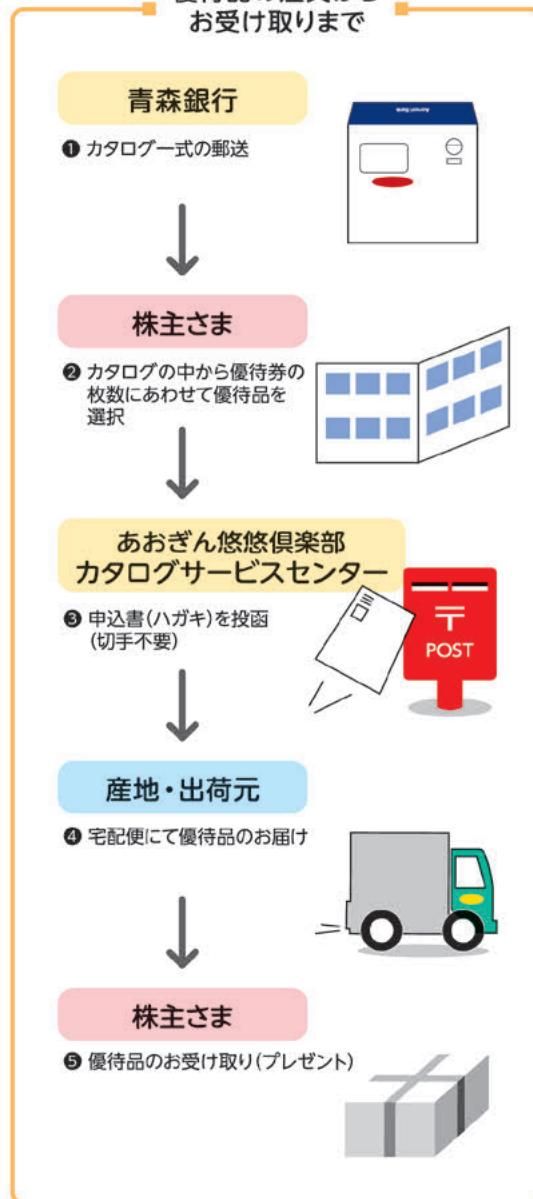 お受け取りまで
青森銀行
❶ カタログ一式の郵送
Aomori Bank
株主さま
❷ カタログの中から優待券の
枚数にあわせて優待品を
選択
あおぎん悠悠倶楽部
カタログサービスセンター
❸ 申込書(ハガキ)を投函
(切手不要)
〒
POST
産地・出荷元
❹ 宅配便にて優待品のお届け
株主さま
❺ 優待品のお受け取り(プレゼント)